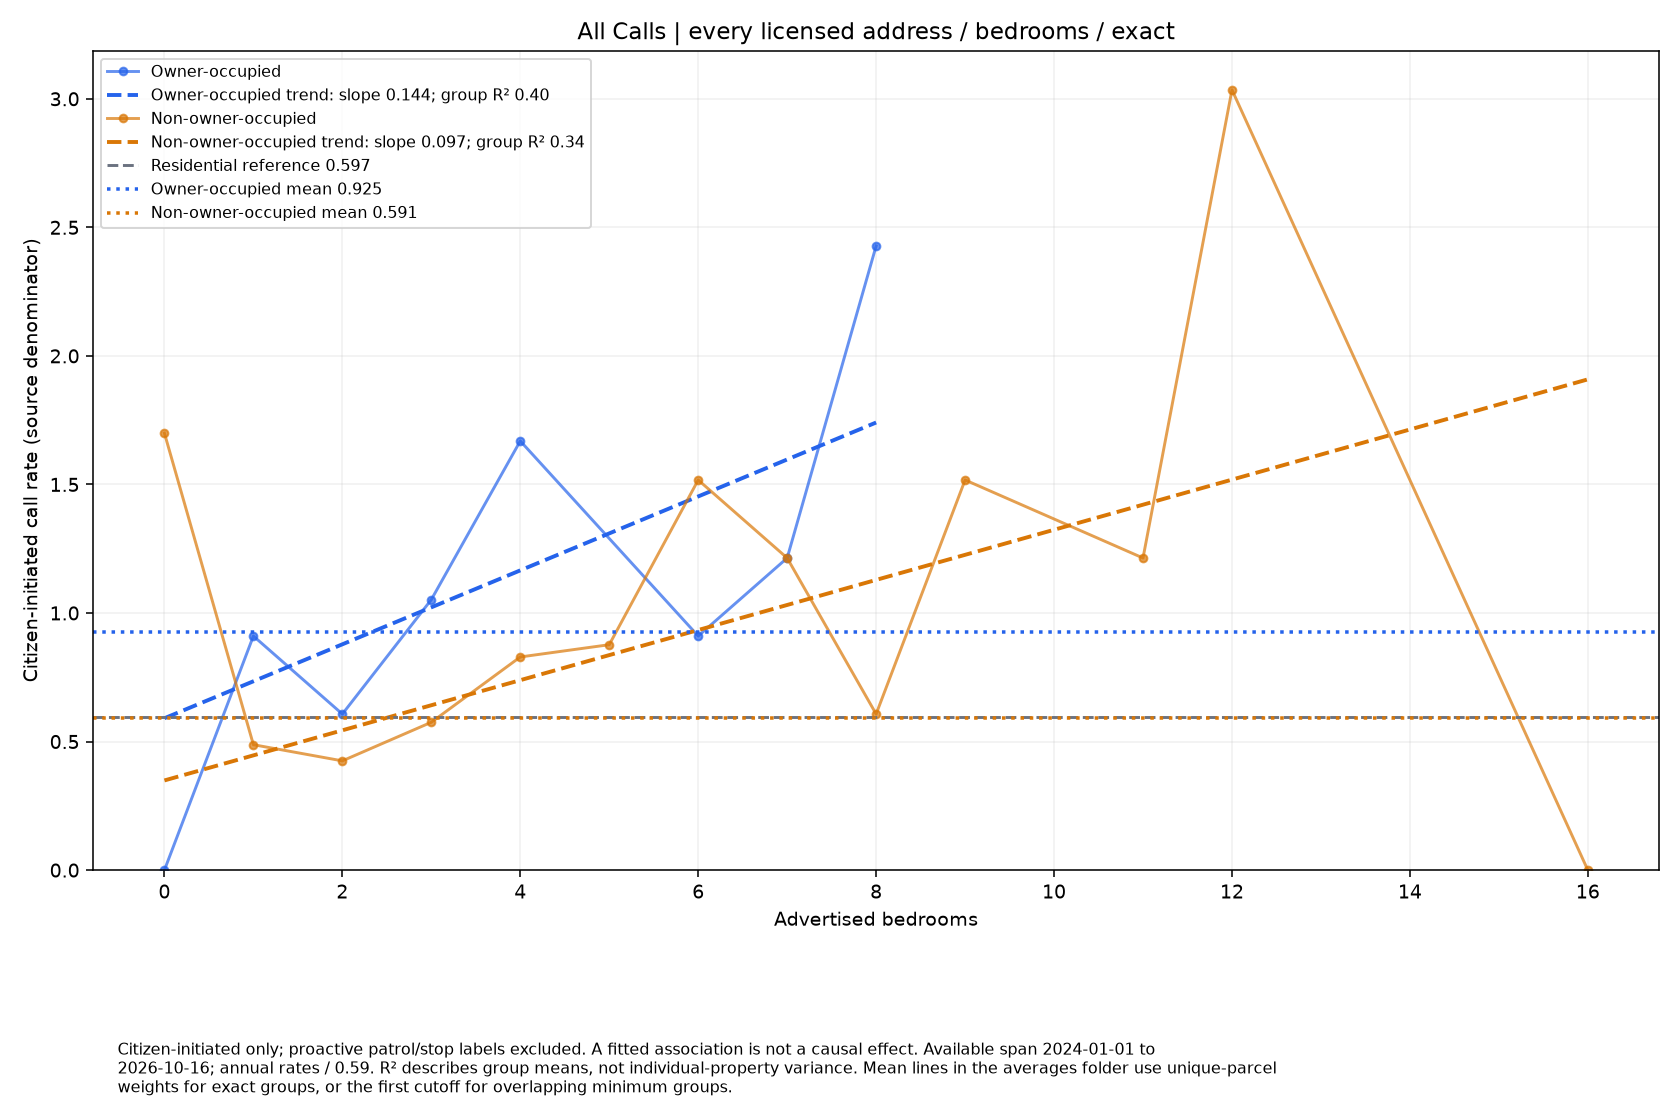 All Calls | every licensed address / bedrooms / exact
Owner-occupied
Owner-occupied trend: slope 0.144; group R² 0.40
Non-owner-occupied
Non-owner-occupied trend: slope 0.097; group R² 0.34
Residential reference 0.597
Owner-occupied mean 0.925
Non-owner-occupied mean 0.591
Citizen-initiated call rate (source denominator)
3.0
2.5
2.0
1.5
1.0
0.5
0.0
0 2 4 6 8 10 12 14 16
Advertised bedrooms
Citizen-initiated only; proactive patrol/stop labels excluded. A fitted association is not a causal effect. Available span 2024-01-01 to
2026-10-16; annual rates / 0.59. R² describes group means, not individual-property variance. Mean lines in the averages folder use unique-parcel
weights for exact groups, or the first cutoff for overlapping minimum groups.